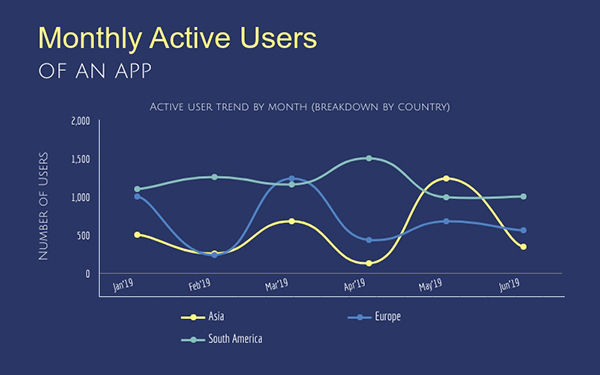 Monthly Active Users
OF AN APP
ACTIVE USER TREND BY MONTH (BREAKDOWN BY COUNTRY)
NUMBER OF USERS
2,000
1,500
1,000
500
0
Jan'19 Feb'19 Mar'19 Apr'19 May'19 Jun'19
Asia Europe
South America